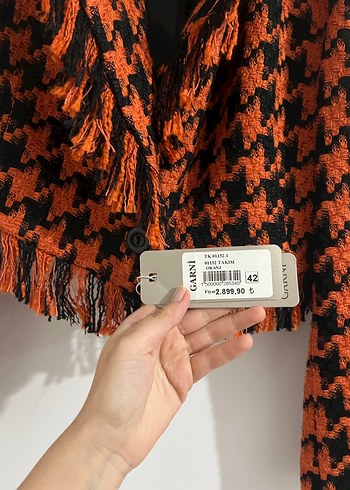 GARNİ
TK 01152-1
01152 TAKIM
ORANJ
42
Fiyat 2.899,90 ₺
GARNİ